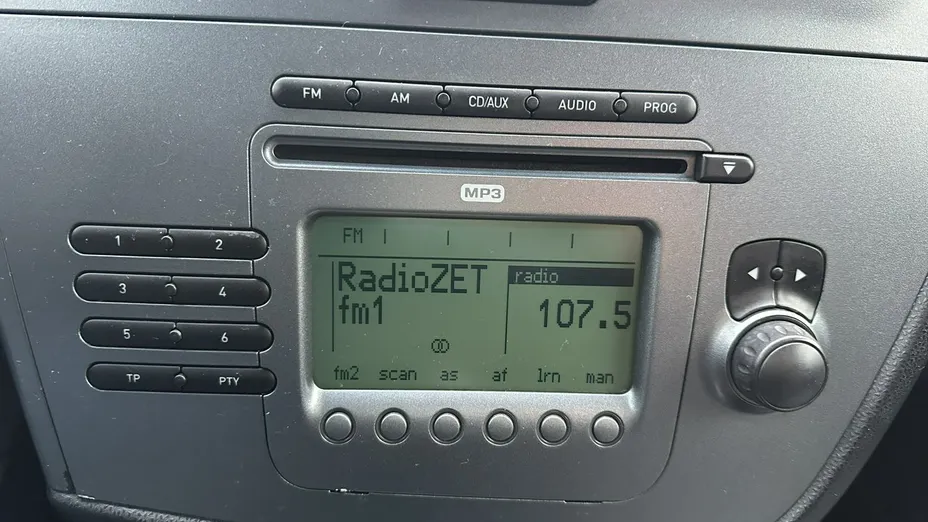 FM AM CD/AUX AUDIO PROG
MP3
1 2
3 4
5 6
TP PTY
FM
RadioZET radio
fm1 107.5
fm2 scan as af lrn man